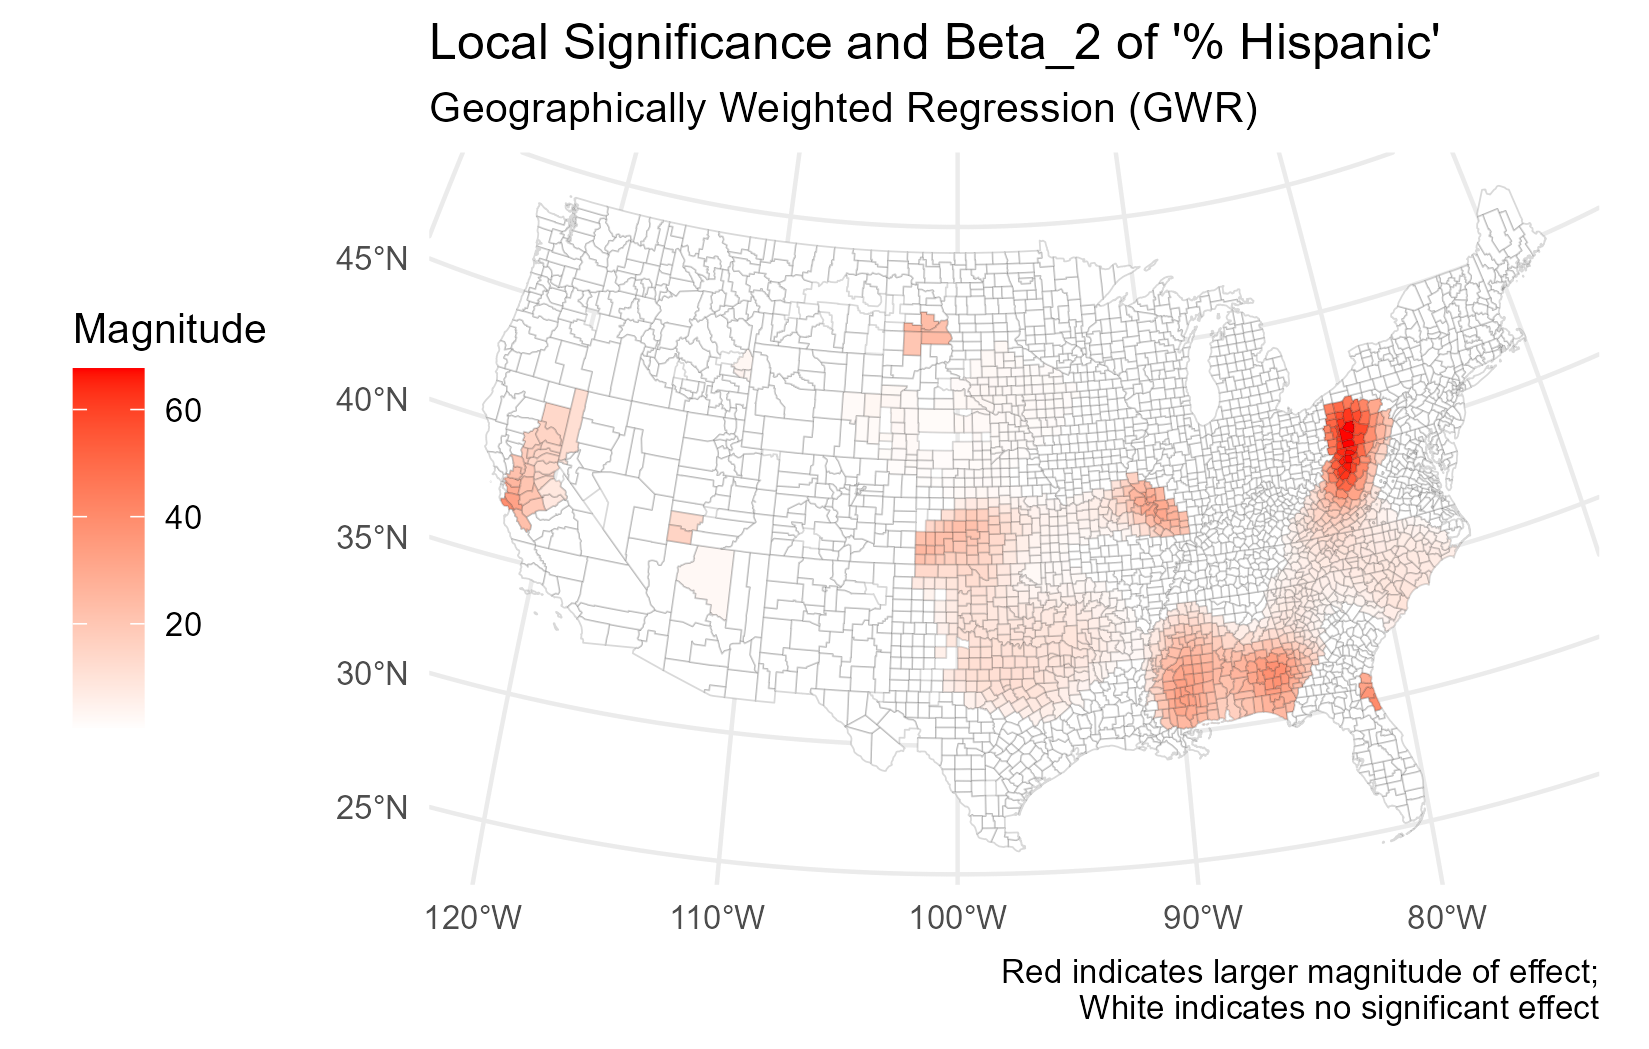 Local Significance and Beta_2 of '% Hispanic'
Geographically Weighted Regression (GWR)
Magnitude
60
40
20
45°N
40°N
35°N
30°N
25°N
120°W
110°W
100°W
90°W
80°W
Red indicates larger magnitude of effect;
White indicates no significant effect